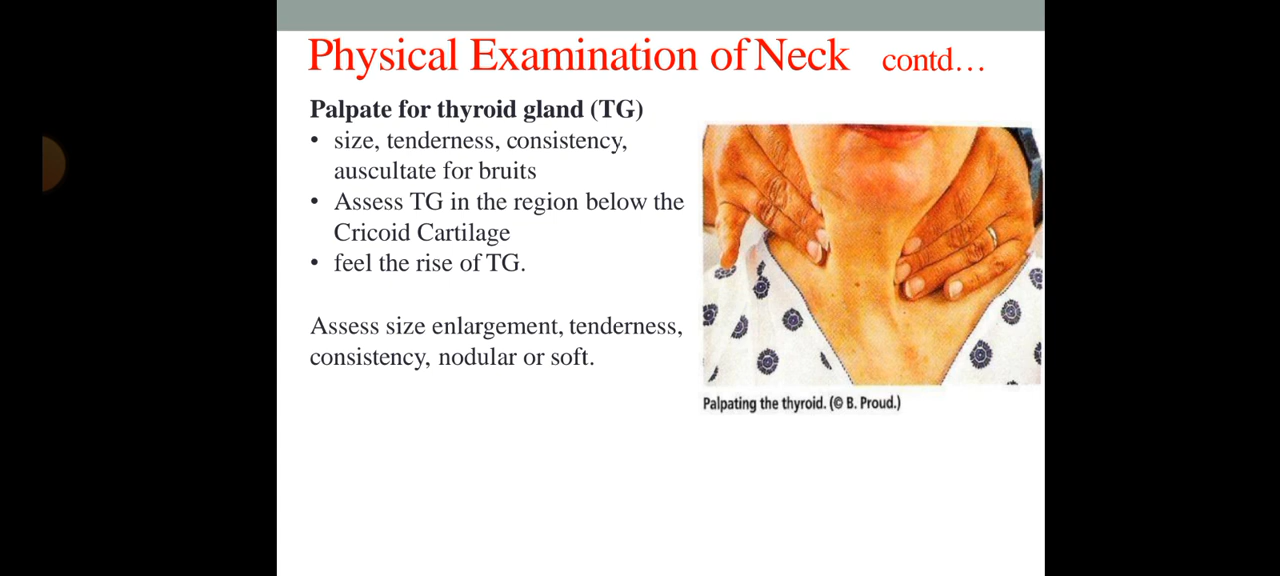 Physical Examination of Neck contd…
Palpate for thyroid gland (TG)
• size, tenderness, consistency,
auscultate for bruits
• Assess TG in the region below the
Cricoid Cartilage
• feel the rise of TG.
Assess size enlargement, tenderness,
consistency, nodular or soft.
Palpating the thyroid. (© B. Proud.)